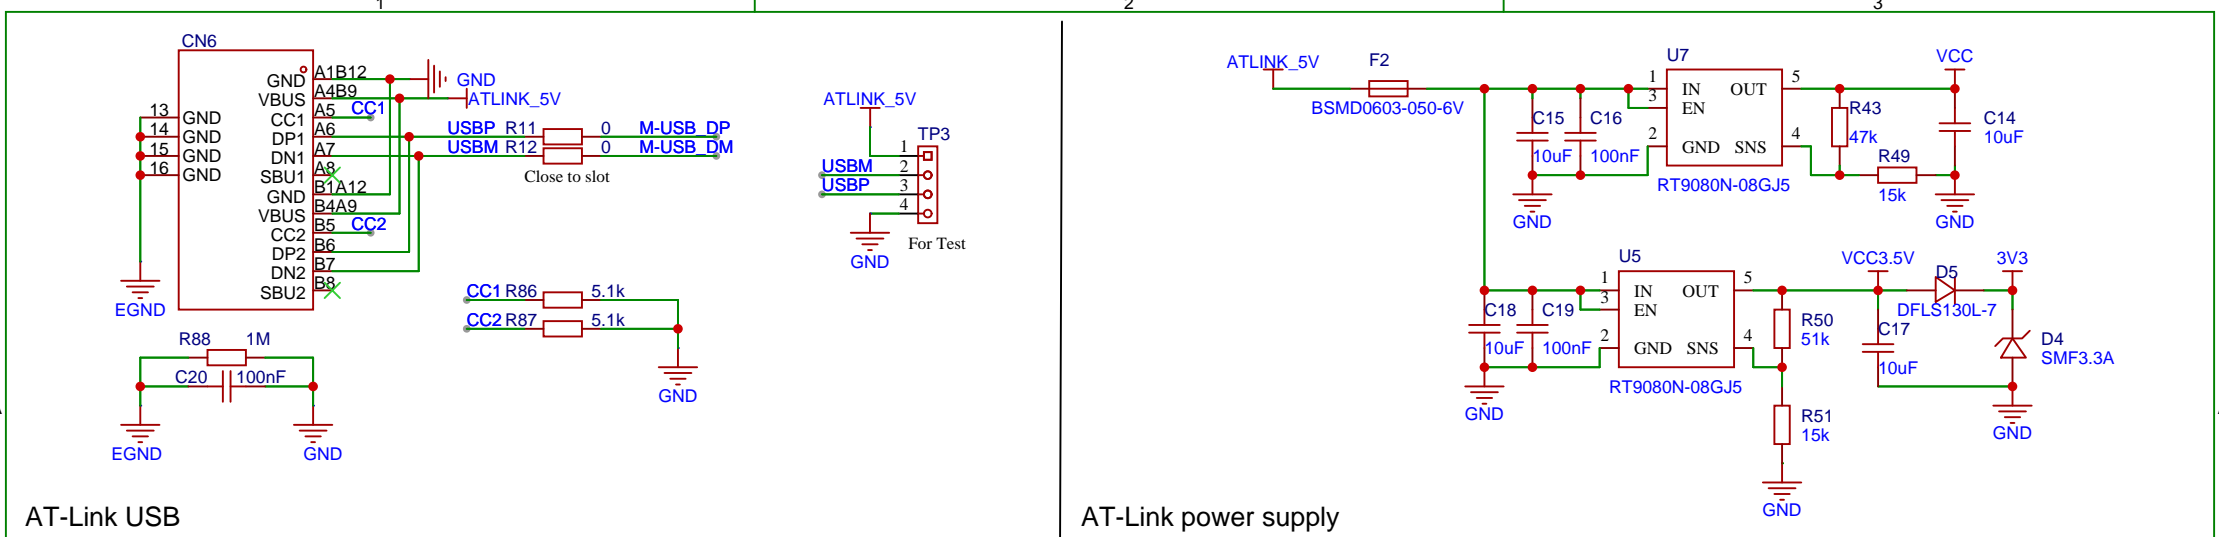 1
2
3
CN6
GND A1B12
VBUS A4B9
CC1 A5
DP1 A6
DN1 A7
SBU1 A8
GND B1A12
VBUS B4A9
CC2 B5
DP2 B6
DN2 B7
SBU2 B8
13 GND
14 GND
15 GND
16 GND
EGND
GND
ATLINK_5V
CC1
USBP R11 0 M-USB_DP
USBM R12 0 M-USB_DM
Close to slot
CC2
CC1 R86 5.1k
CC2 R87 5.1k
GND
R88 1M
C20 100nF
EGND
GND
ATLINK_5V
TP3
1
USBM 2
USBP 3
4
For Test
GND
AT-Link USB
ATLINK_5V
F2
BSMD0603-050-6V
C15
10uF
C16
100nF
GND
U7
1 IN OUT 5
3 EN
2 GND SNS 4
RT9080N-08GJ5
VCC
R43
47k
R49
15k
C14
10uF
GND
C18
10uF
C19
100nF
GND
U5
1 IN OUT 5
3 EN
2 GND SNS 4
RT9080N-08GJ5
VCC3.5V
D5
DFLS130L-7
3V3
R50
51k
C17
10uF
D4
SMF3.3A
GND
R51
15k
GND
AT-Link power supply